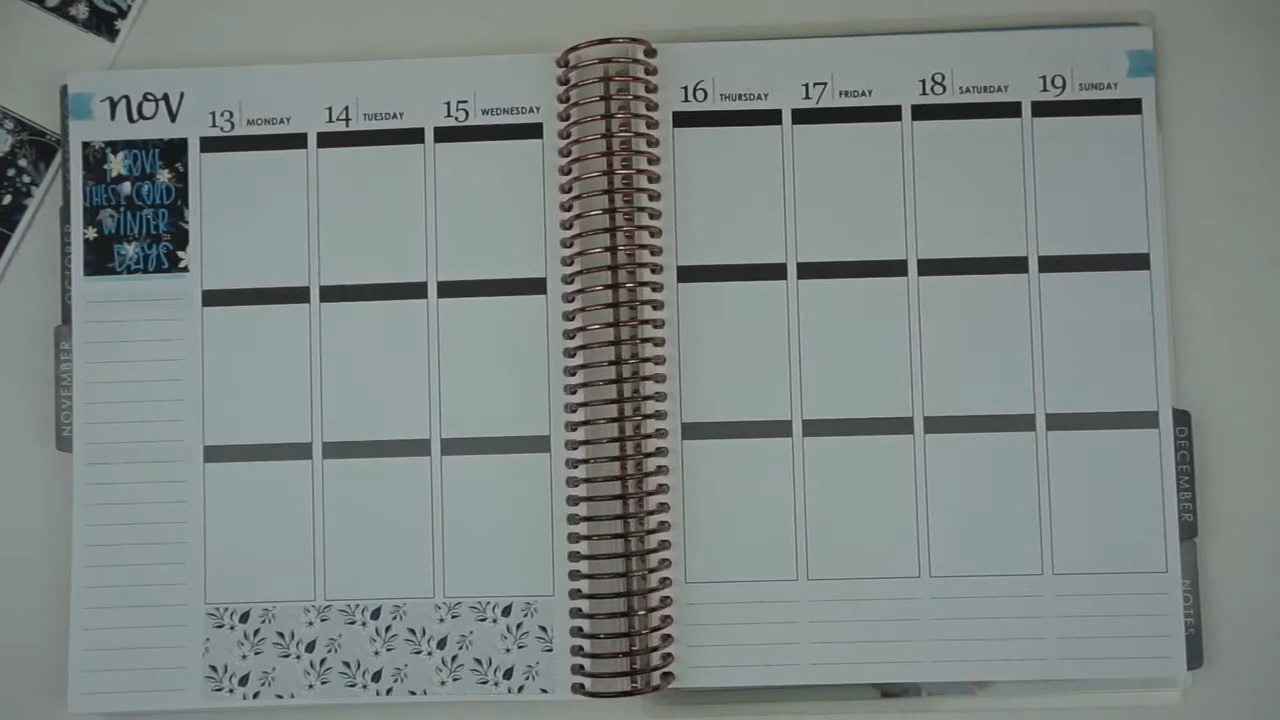 nov
13 MONDAY
14 TUESDAY
15 WEDNESDAY
16 THURSDAY
17 FRIDAY
18 SATURDAY
19 SUNDAY
I LOVE
THESE COLD
WINTER
DAYS
OCTOBER
NOVEMBER
DECEMBER
NOTES